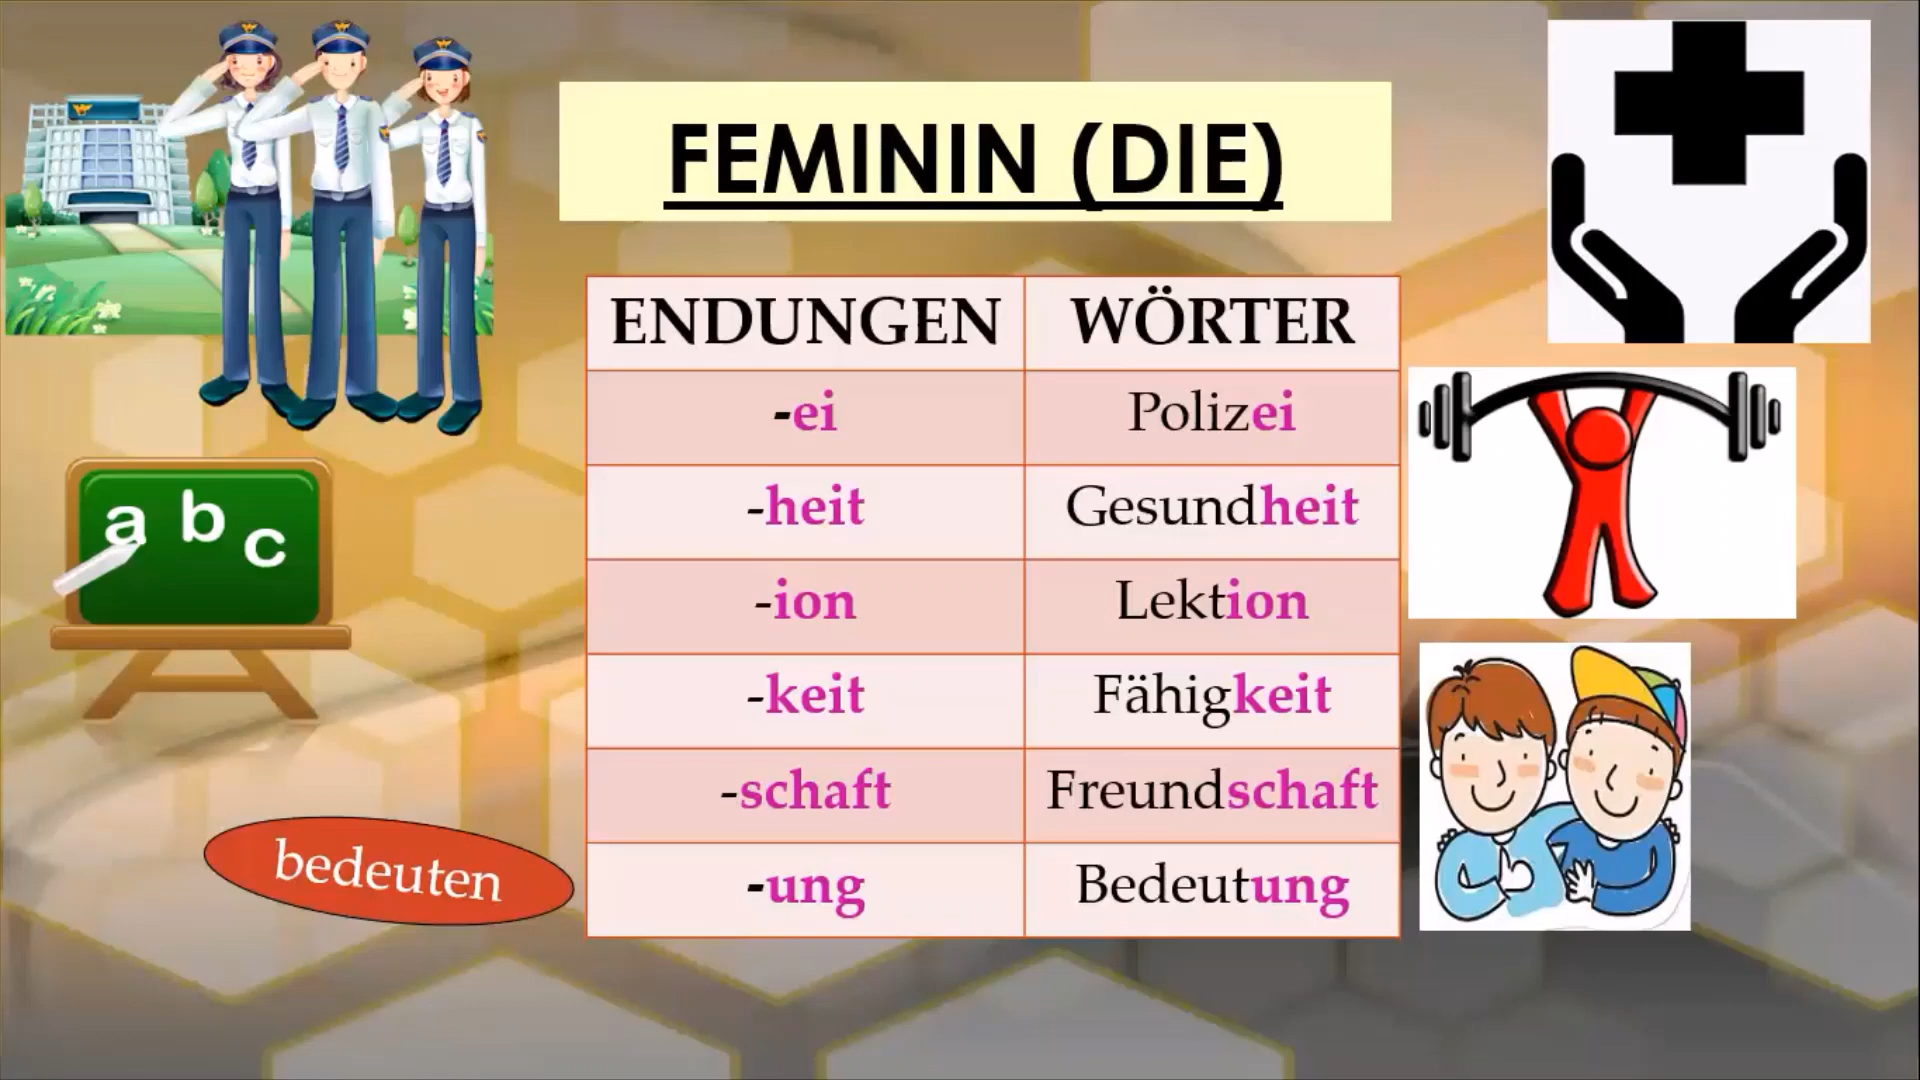 FEMININ (DIE)
ENDUNGEN WÖRTER
-ei Polizei
-heit Gesundheit
-ion Lektion
-keit Fähigkeit
-schaft Freundschaft
-ung Bedeutung
a b c
bedeuten